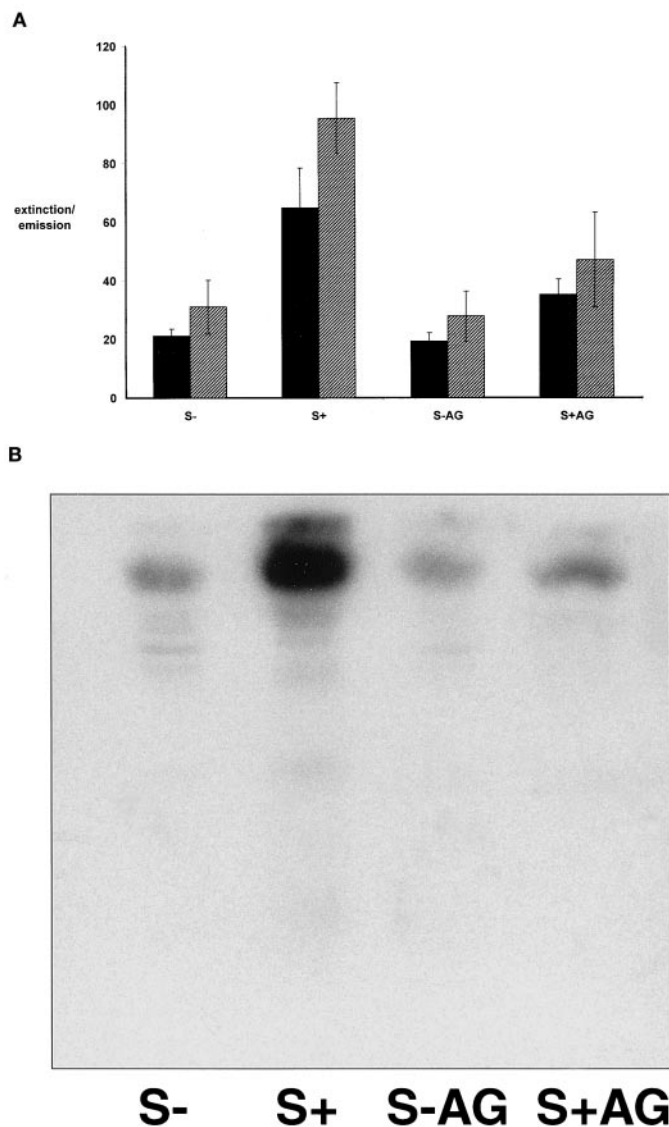 A
120
100
80
extinction/
emission
60
40
20
0
S- S+ S-AG S+AG
B
S- S+ S-AG S+AG